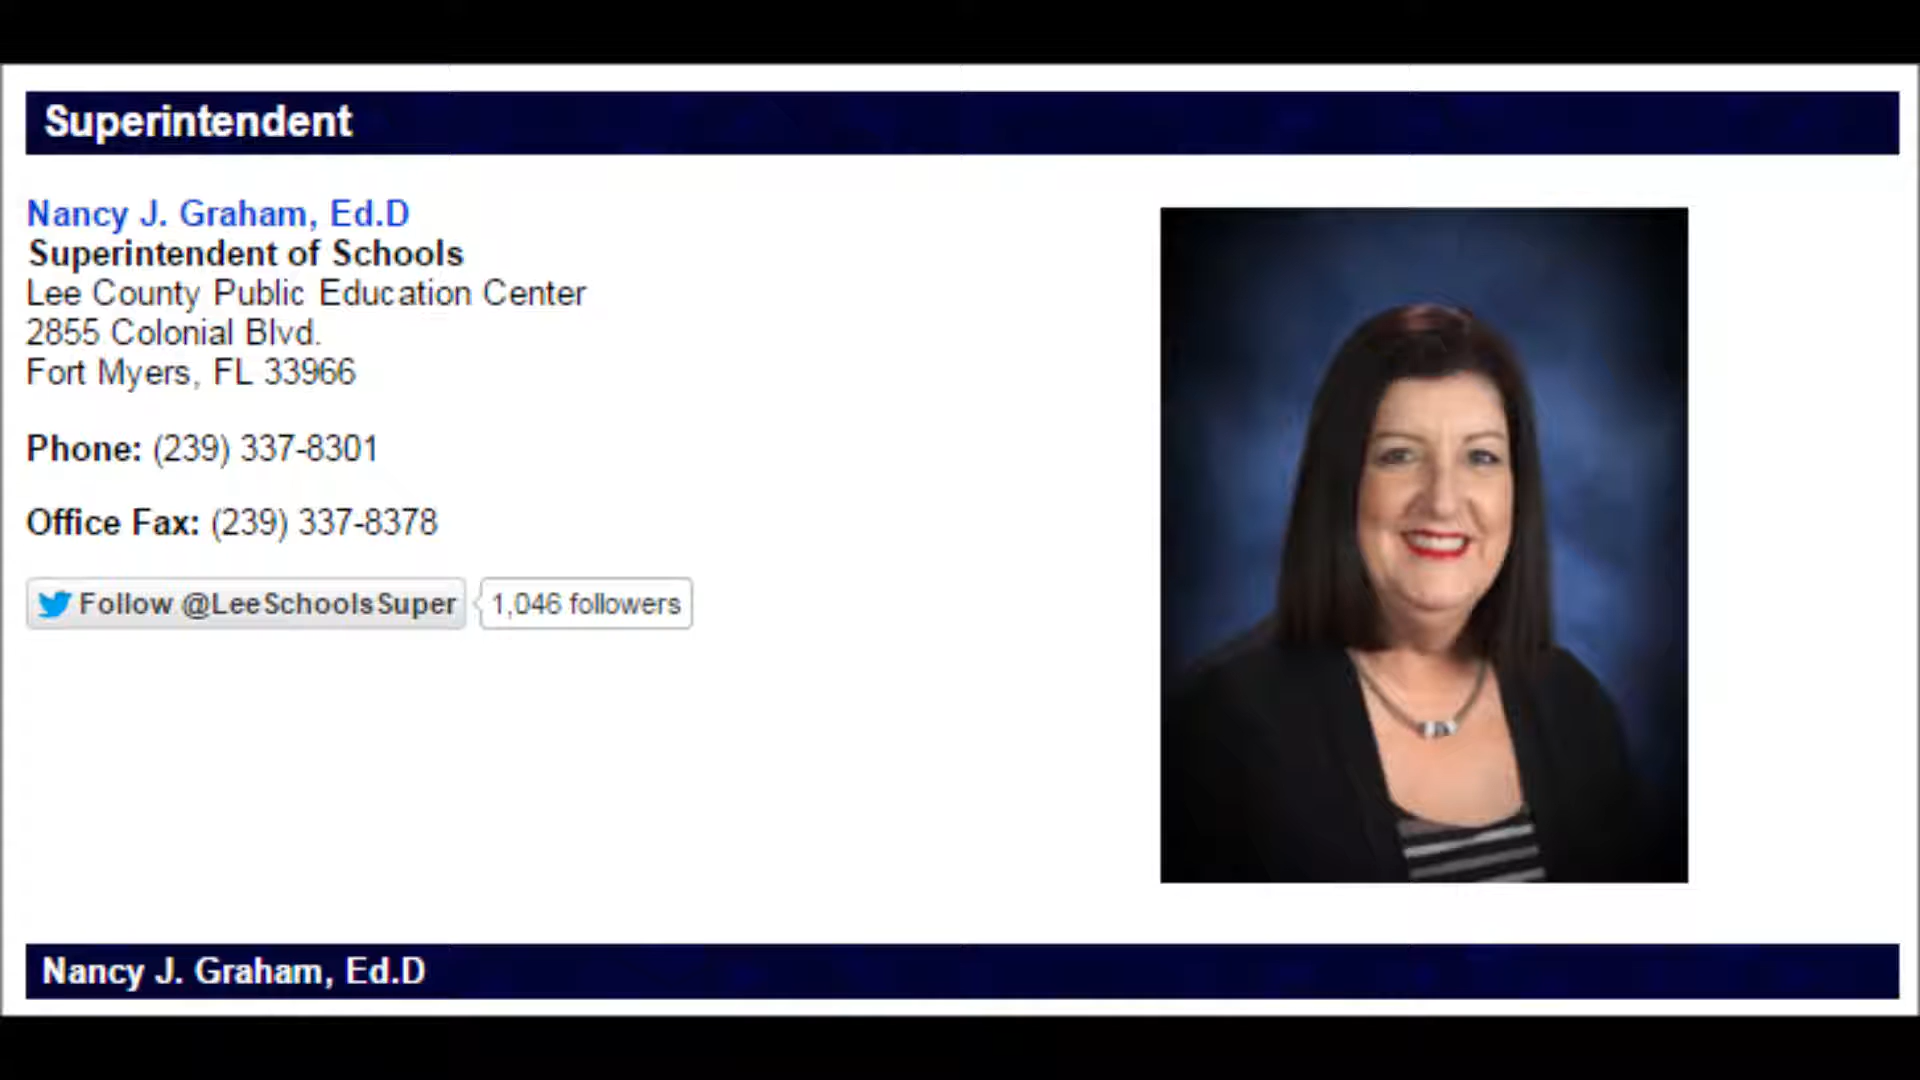 Superintendent
Nancy J. Graham, Ed.D
Superintendent of Schools
Lee County Public Education Center
2855 Colonial Blvd.
Fort Myers, FL 33966
Phone: (239) 337-8301
Office Fax: (239) 337-8378
Follow @LeeSchoolsSuper
1,046 followers
Nancy J. Graham, Ed.D